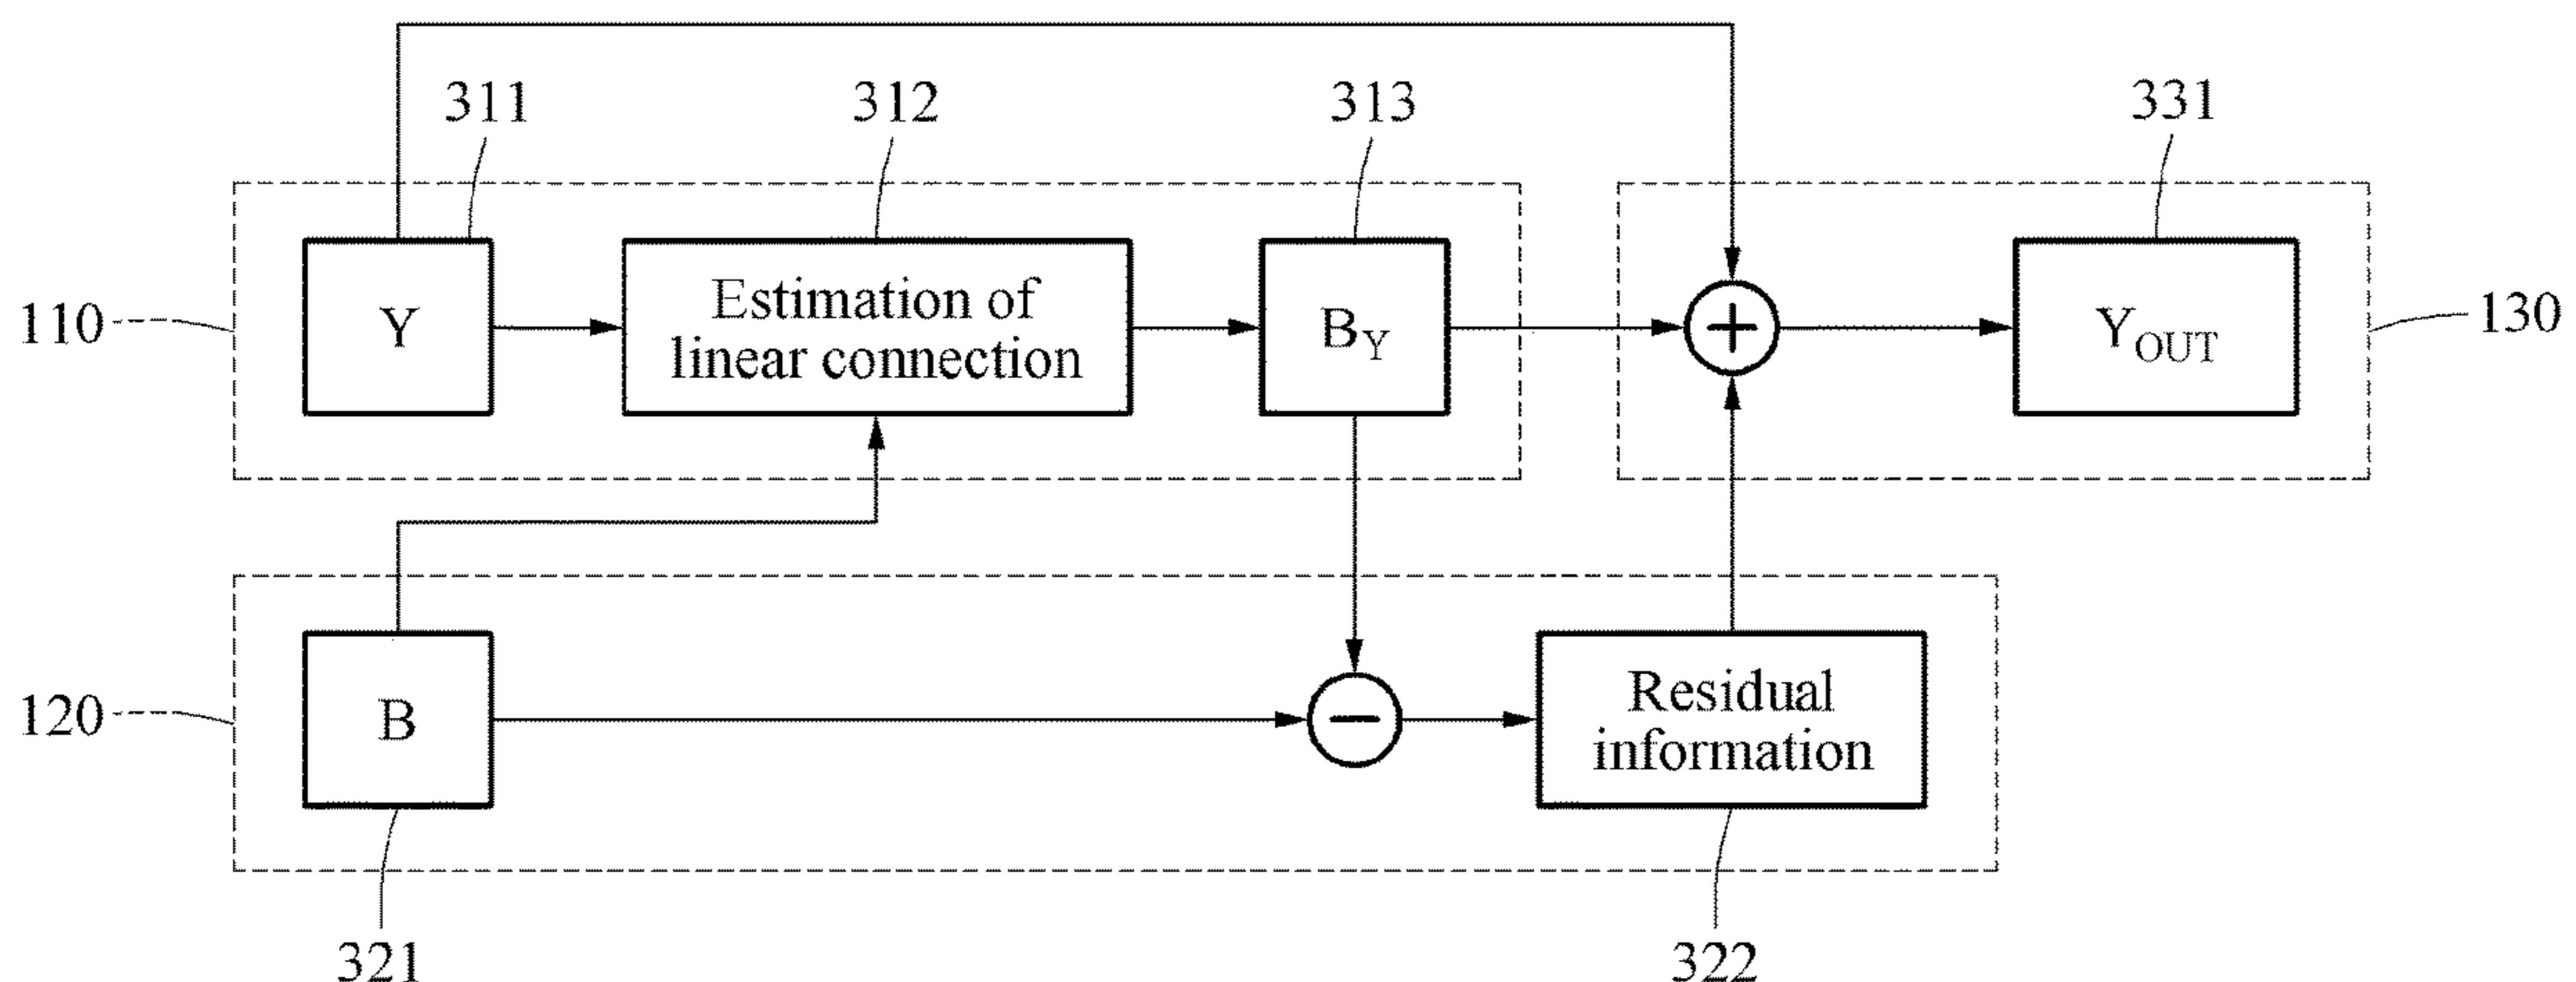 311
312
313
331
110
Y
Estimation of
linear connection
B_Y
+
Y_OUT
130
120
B
−
Residual
information
321
322